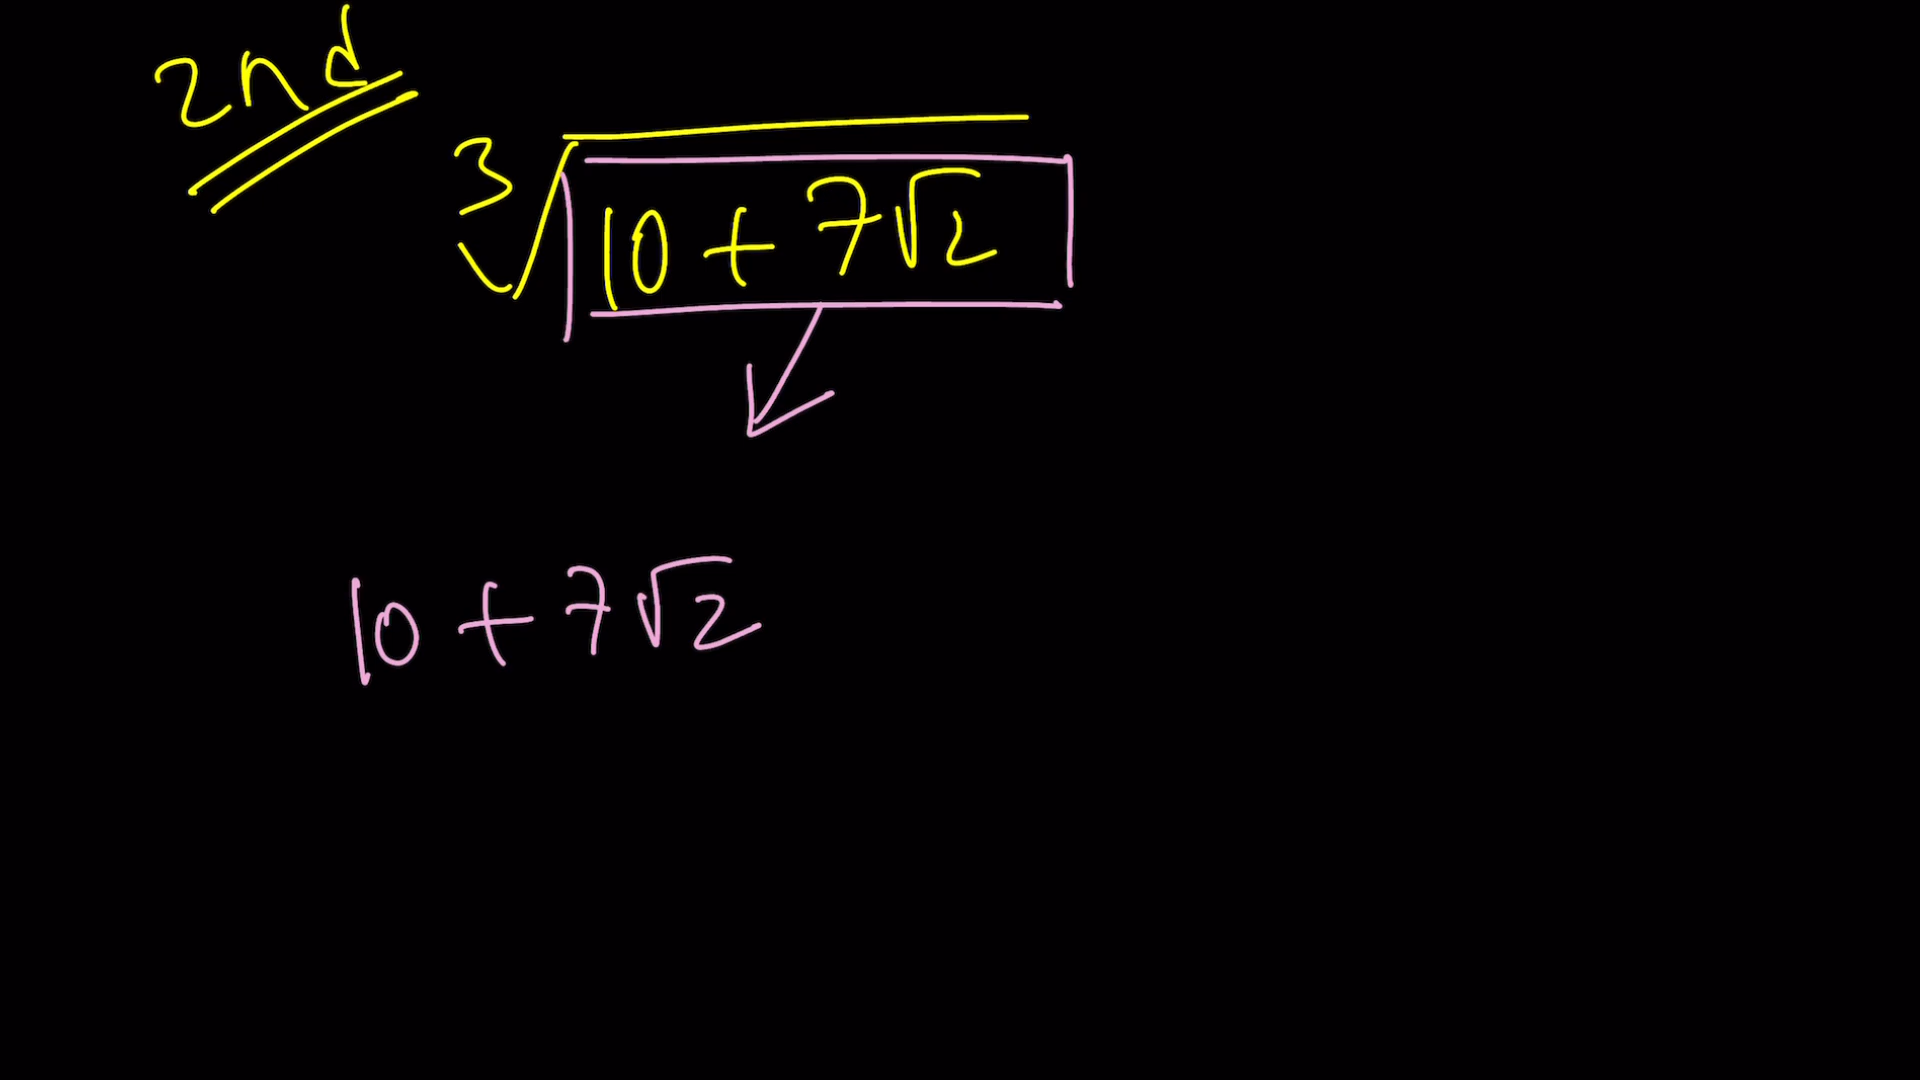 2nd
∛(10 + 7√2)
10 + 7√2